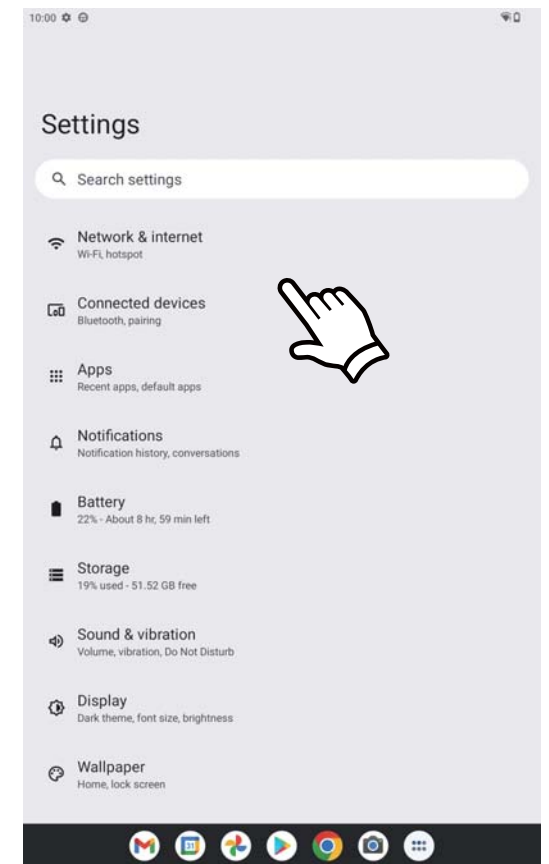 10:00
Settings
Search settings
Network & internet
Wi-Fi, hotspot
Connected devices
Bluetooth, pairing
Apps
Recent apps, default apps
Notifications
Notification history, conversations
Battery
22% - About 8 hr, 59 min left
Storage
19% used - 51.52 GB free
Sound & vibration
Volume, vibration, Do Not Disturb
Display
Dark theme, font size, brightness
Wallpaper
Home, lock screen
31